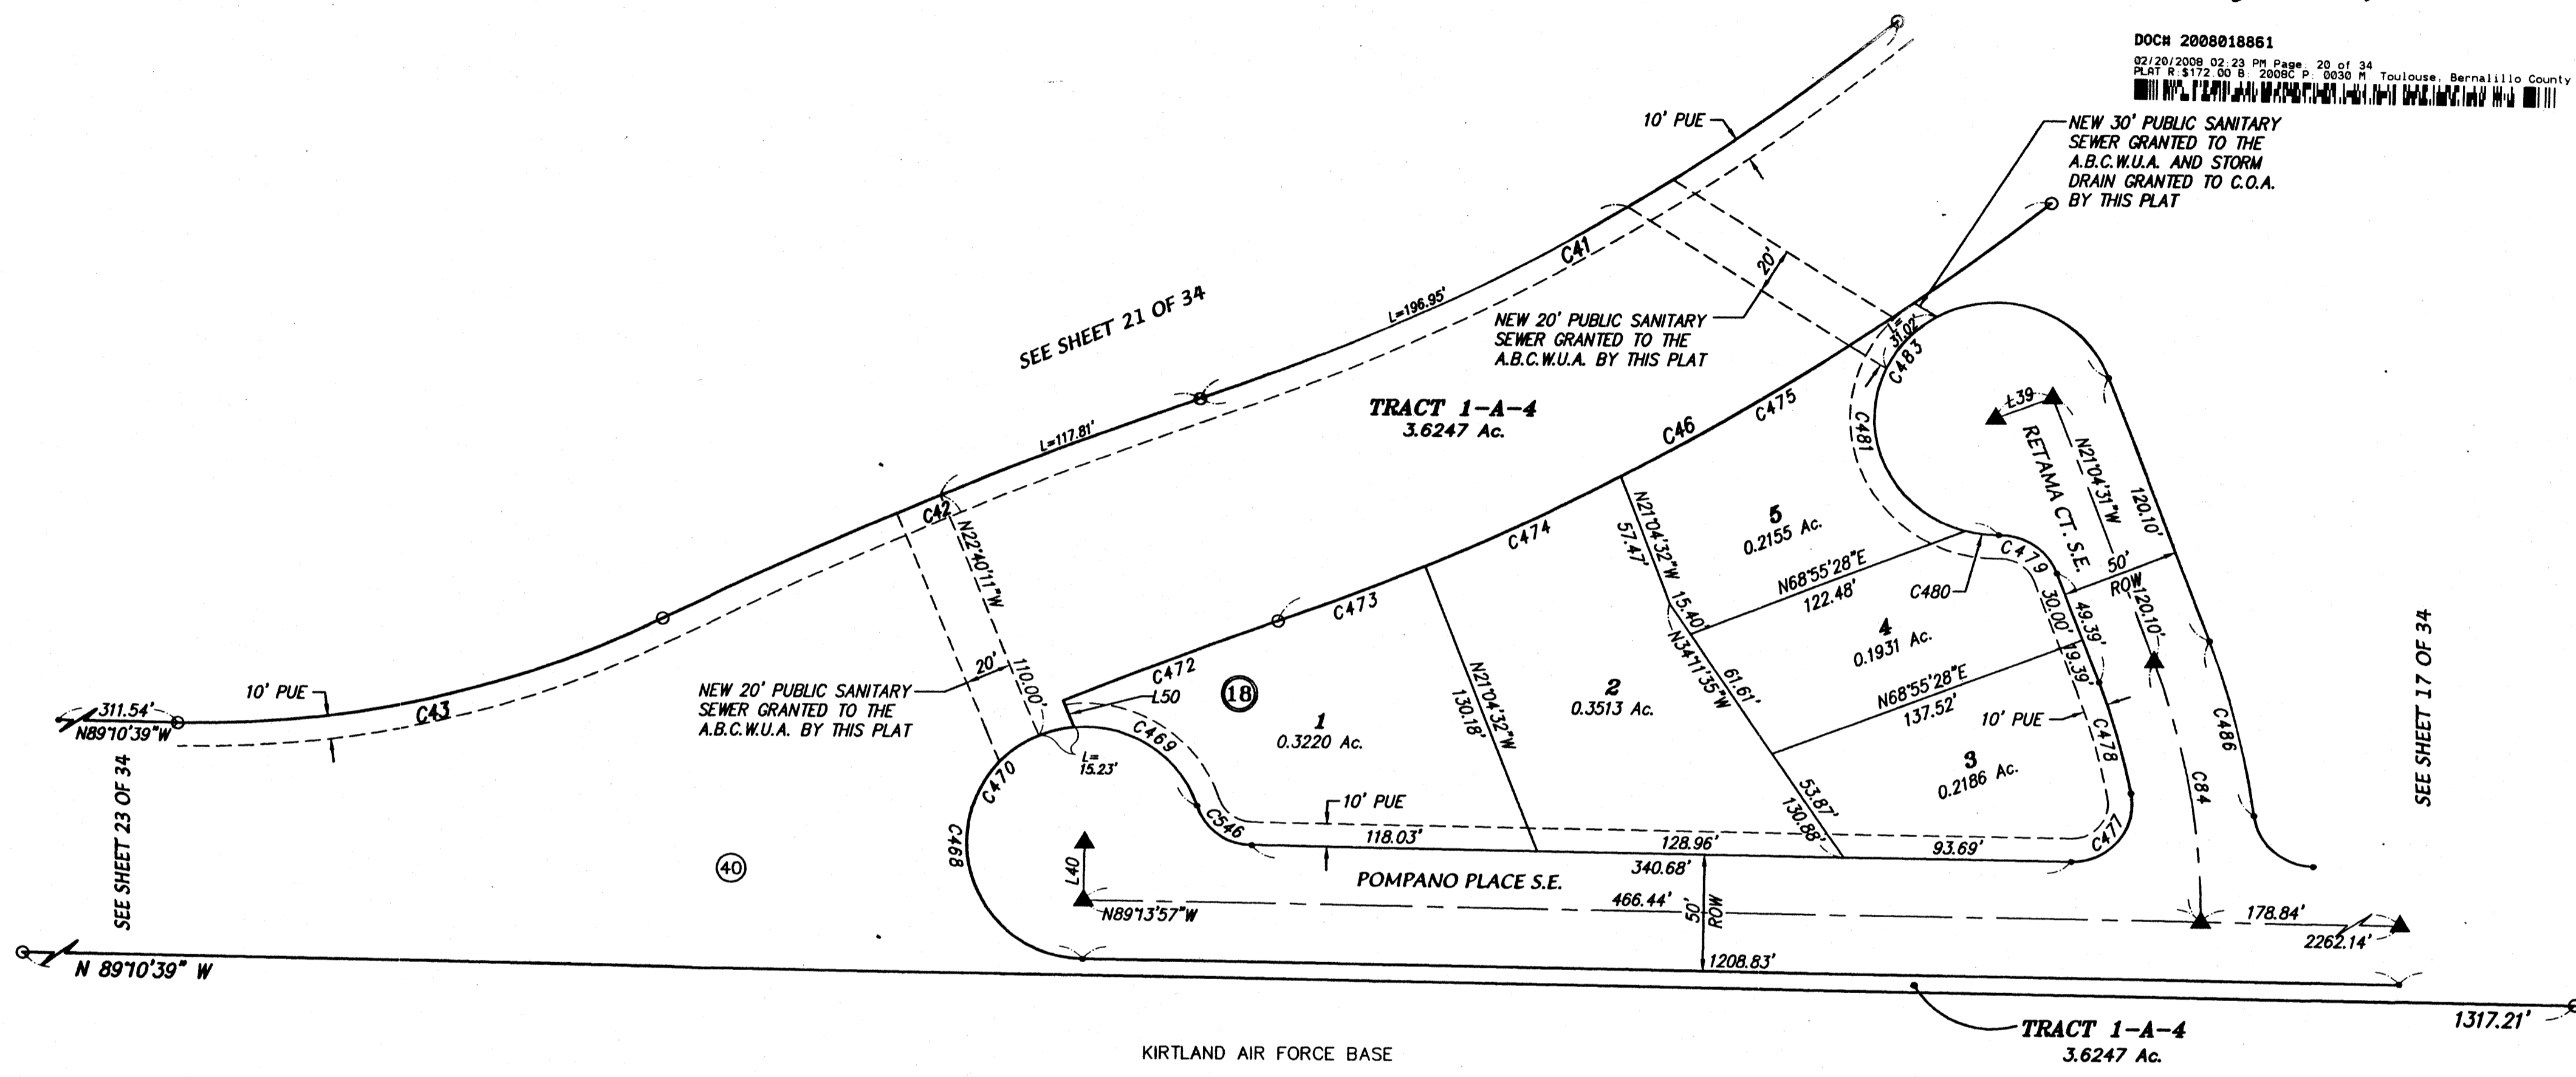 DOC# 2008018861
02/20/2008 02:23 PM Page: 20 of 34
PLAT R:$172.00 B: 2008C P: 0030 M. Toulouse, Bernalillo County
10' PUE
NEW 30' PUBLIC SANITARY
SEWER GRANTED TO THE
A.B.C.W.U.A. AND STORM
DRAIN GRANTED TO C.O.A.
BY THIS PLAT
C41
20'
SEE SHEET 21 OF 34
L=196.95'
NEW 20' PUBLIC SANITARY
SEWER GRANTED TO THE
A.B.C.W.U.A. BY THIS PLAT
L=
31.02'
C483
TRACT 1-A-4
3.6247 Ac.
L=117.81'
C46
C475
C481
L39
RETAMA CT. S.E.
N21°04'31"W
120.10'
C42
N22°40'11"W
110.00'
20'
C474
N21°04'32"W
57.47'
5
0.2155 Ac.
N68°55'28"E
122.48'
C479
C480
50'
ROW
120.10'
15.40'
N34°11'35"W
61.61'
4
0.1931 Ac.
30.00'
49.39'
19.39'
C473
C472
L50
18
N21°04'32"W
130.18'
2
0.3513 Ac.
N68°55'28"E
137.52'
10' PUE
C478
C486
C84
SEE SHEET 17 OF 34
10' PUE
311.54'
N89°10'39"W
C43
NEW 20' PUBLIC SANITARY
SEWER GRANTED TO THE
A.B.C.W.U.A. BY THIS PLAT
1
0.3220 Ac.
C469
L=
15.23'
C470
3
0.2186 Ac.
53.87'
130.88'
SEE SHEET 23 OF 34
10' PUE
C546
C468
118.03'
128.96'
93.69'
C477
340.68'
40
L40
POMPANO PLACE S.E.
N89°13'57"W
466.44'
50'
ROW
178.84'
2262.14'
N 89°10'39" W
1208.83'
1317.21'
TRACT 1-A-4
3.6247 Ac.
KIRTLAND AIR FORCE BASE